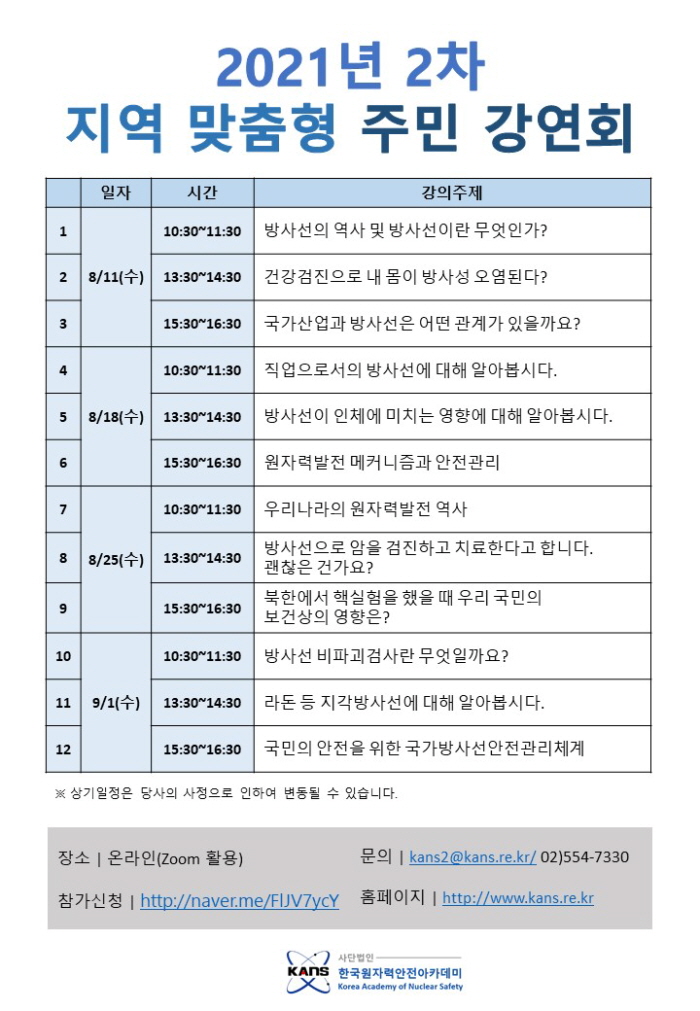 2021년 2차
지역 맞춤형 주민 강연회
일자 시간 강의주제
1 10:30~11:30 방사선의 역사 및 방사선이란 무엇인가?
8/11(수)
2 13:30~14:30 건강검진으로 내 몸이 방사성 오염된다?
3 15:30~16:30 국가산업과 방사선은 어떤 관계가 있을까요?
4 10:30~11:30 직업으로서의 방사선에 대해 알아봅시다.
8/18(수)
5 13:30~14:30 방사선이 인체에 미치는 영향에 대해 알아봅시다.
6 15:30~16:30 원자력발전 메커니즘과 안전관리
7 10:30~11:30 우리나라의 원자력발전 역사
8/25(수)
8 13:30~14:30 방사선으로 암을 검진하고 치료한다고 합니다.
괜찮은 건가요?
9 15:30~16:30 북한에서 핵실험을 했을 때 우리 국민의
보건상의 영향은?
10 10:30~11:30 방사선 비파괴검사란 무엇일까요?
9/1(수)
11 13:30~14:30 라돈 등 지각방사선에 대해 알아봅시다.
12 15:30~16:30 국민의 안전을 위한 국가방사선안전관리체계
※ 상기일정은 당사의 사정으로 인하여 변동될 수 있습니다.
장소 | 온라인(Zoom 활용)
문의 | kans2@kans.re.kr/ 02)554-7330
참가신청 | http://naver.me/FlJV7ycY
홈페이지 | http://www.kans.re.kr
KANS
사단법인
한국원자력안전아카데미
Korea Academy of Nuclear Safety